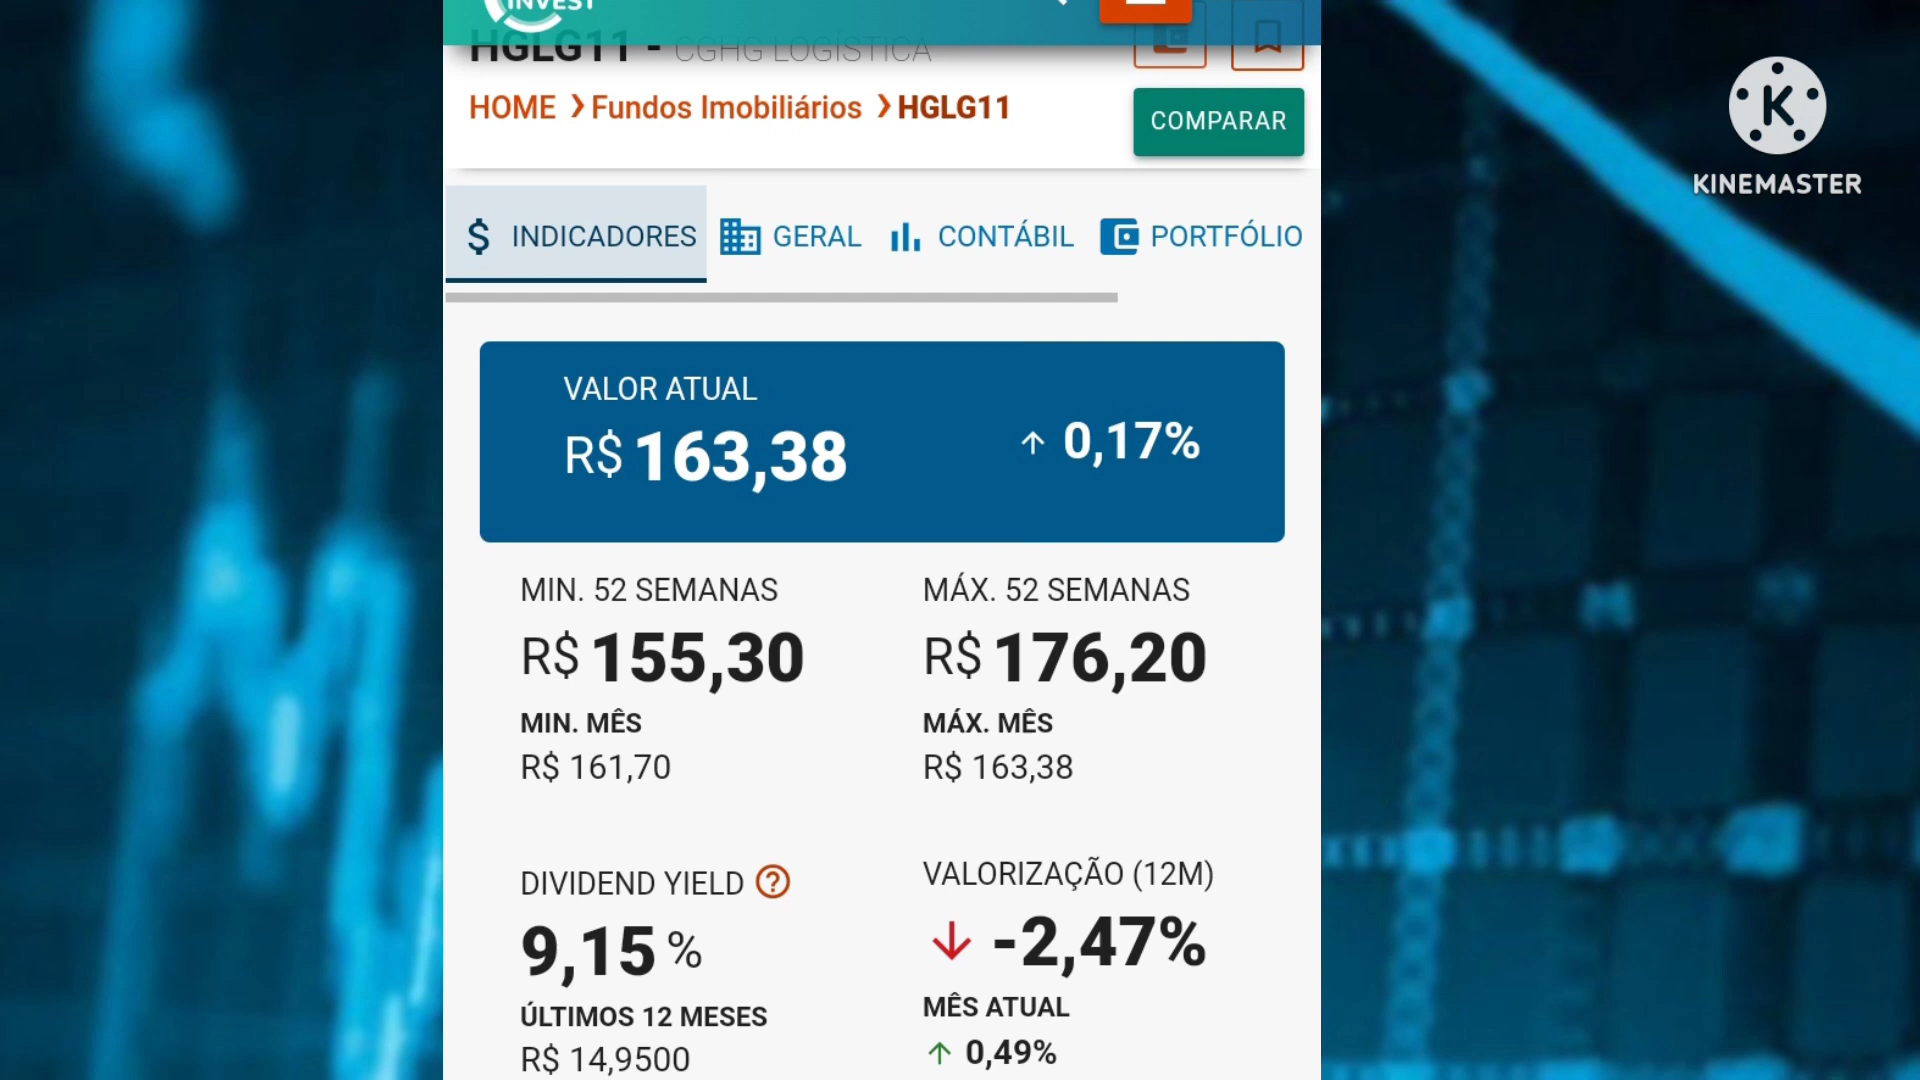 INVEST
HGLG11 - CGHG LOGÍSTICA
HOME › Fundos Imobiliários › HGLG11
COMPARAR
INDICADORES GERAL CONTÁBIL PORTFÓLIO
VALOR ATUAL
R$ 163,38
↑ 0,17%
MIN. 52 SEMANAS
R$ 155,30
MIN. MÊS
R$ 161,70
MÁX. 52 SEMANAS
R$ 176,20
MÁX. MÊS
R$ 163,38
DIVIDEND YIELD ?
9,15 %
ÚLTIMOS 12 MESES
R$ 14,9500
VALORIZAÇÃO (12M)
↓ -2,47%
MÊS ATUAL
↑ 0,49%
K
KINEMASTER